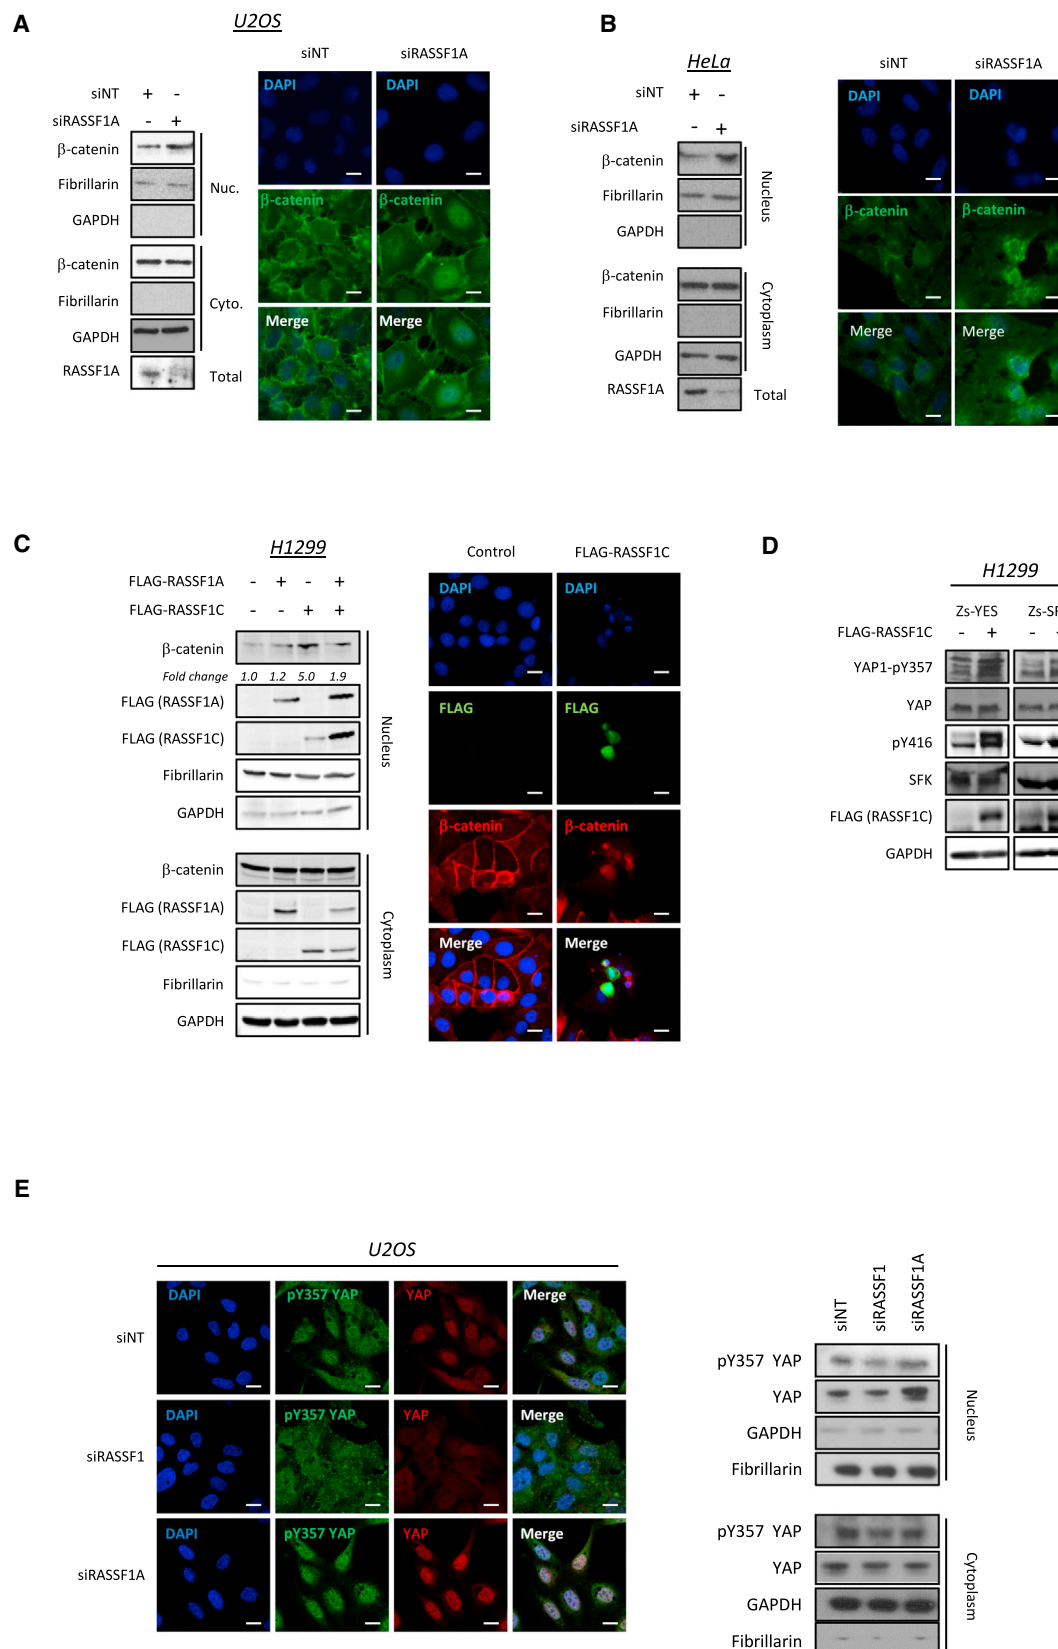 A
U2OS
siNT siRASSF1A
siNT + -
siRASSF1A - +
β-catenin
Fibrillarin
GAPDH
Nuc.
β-catenin
Fibrillarin
GAPDH
Cyto.
RASSF1A
Total
DAPI DAPI
β-catenin β-catenin
Merge Merge
B
HeLa
siNT siRASSF1A
siNT + -
siRASSF1A - +
β-catenin
Fibrillarin
GAPDH
Nucleus
β-catenin
Fibrillarin
GAPDH
Cytoplasm
RASSF1A
Total
DAPI DAPI
β-catenin β-catenin
Merge Merge
C
H1299
FLAG-RASSF1A - + - +
FLAG-RASSF1C - - + +
β-catenin
Fold change 1.0 1.2 5.0 1.9
FLAG (RASSF1A)
FLAG (RASSF1C)
Fibrillarin
GAPDH
Nucleus
β-catenin
FLAG (RASSF1A)
FLAG (RASSF1C)
Fibrillarin
GAPDH
Cytoplasm
Control FLAG-RASSF1C
DAPI DAPI
FLAG FLAG
β-catenin β-catenin
Merge Merge
D
H1299
Zs-YES
FLAG-RASSF1C - + -
YAP1-pY357
YAP
pY416
SFK
FLAG (RASSF1C)
GAPDH
E
U2OS
siNT
DAPI pY357 YAP YAP Merge
siRASSF1
DAPI pY357 YAP YAP Merge
siRASSF1A
DAPI pY357 YAP YAP Merge
siNT siRASSF1 siRASSF1A
pY357 YAP
YAP
GAPDH
Fibrillarin
Nucleus
pY357 YAP
YAP
GAPDH
Fibrillarin
Cytoplasm